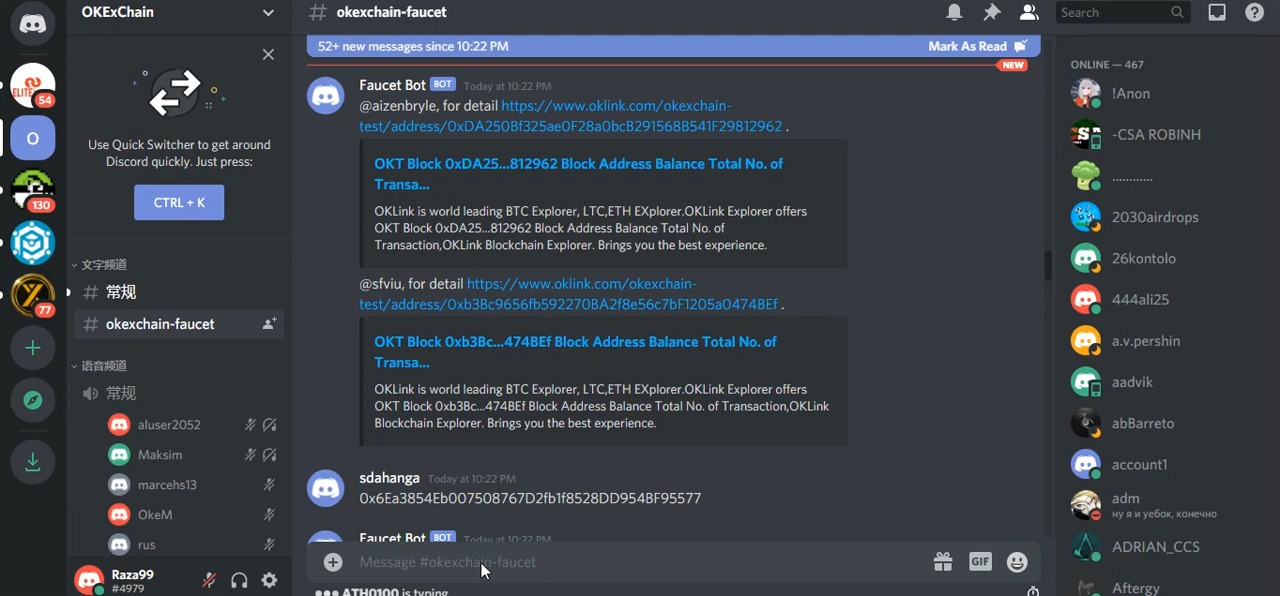 OKExChain
Use Quick Switcher to get around
Discord quickly. Just press:
CTRL + K
54
O
130
77
文字频道
# 常规
# okexchain-faucet
语音频道
常规
aluser2052
Maksim
marcehs13
OkeM
rus
Raza99
#4979
# okexchain-faucet
Search
52+ new messages since 10:22 PM
Mark As Read
NEW
Faucet Bot BOT Today at 10:22 PM
@aizenbryle, for detail https://www.oklink.com/okexchain-
test/address/0xDA250Bf325ae0F28a0bcB291568B541F29812962 .
OKT Block 0xDA25...812962 Block Address Balance Total No. of
Transa...
OKLink is world leading BTC Explorer, LTC,ETH EXplorer.OKLink Explorer offers
OKT Block 0xDA25...812962 Block Address Balance Total No. of
Transaction,OKLink Blockchain Explorer. Brings you the best experience.
@sfviu, for detail https://www.oklink.com/okexchain-
test/address/0xb3Bc9656fb592270BA2f8e56c7bF1205a0474BEf .
OKT Block 0xb3Bc...474BEf Block Address Balance Total No. of
Transa...
OKLink is world leading BTC Explorer, LTC,ETH EXplorer.OKLink Explorer offers
OKT Block 0xb3Bc...474BEf Block Address Balance Total No. of Transaction,OKLink
Blockchain Explorer. Brings you the best experience.
sdahanga Today at 10:22 PM
0x6Ea3854Eb007508767D2fb1f8528DD954BF95577
Faucet Bot BOT Today at 10:22 PM
Message #okexchain-faucet
GIF
ATH0100 is typing
ONLINE — 467
!Anon
-CSA ROBINH
............
2030airdrops
26kontolo
444ali25
a.v.pershin
aadvik
abBarreto
account1
adm
ну я и уебок, конечно
ADRIAN_CCS
Aftergy